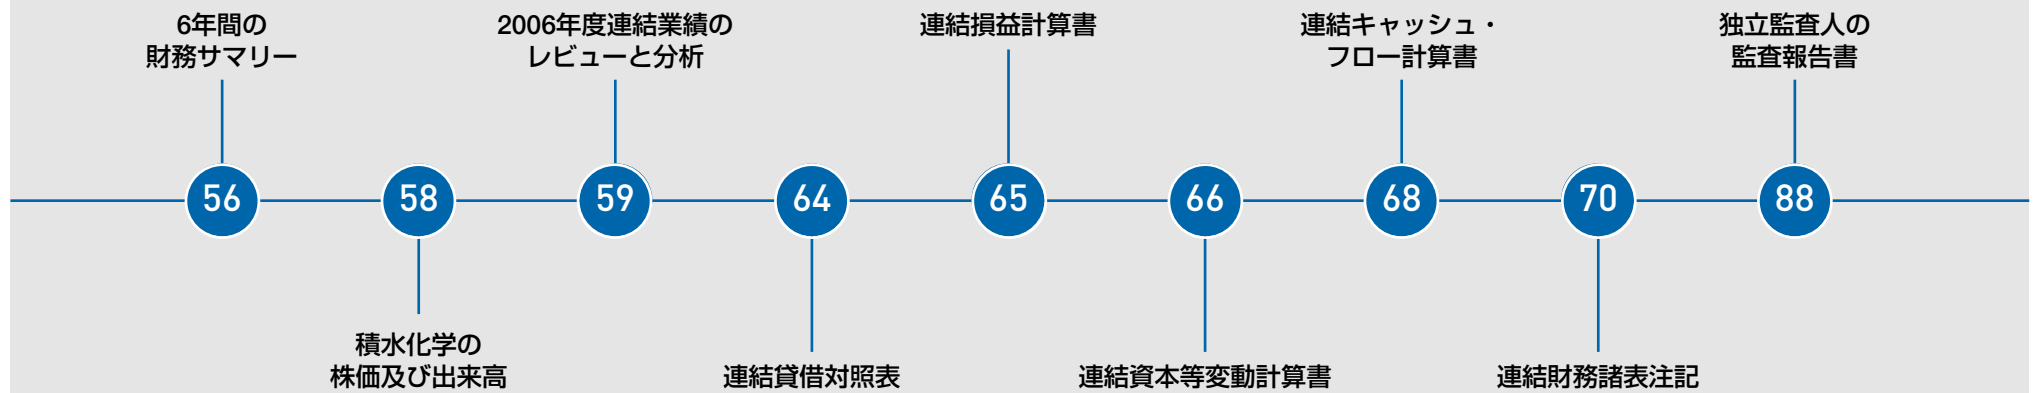 6年間の
財務サマリー
56
58
積水化学の
株価及び出来高
2006年度連結業績の
レビューと分析
59
64
連結貸借対照表
連結損益計算書
65
66
連結資本等変動計算書
連結キャッシュ・
フロー計算書
68
70
連結財務諸表注記
独立監査人の
監査報告書
88